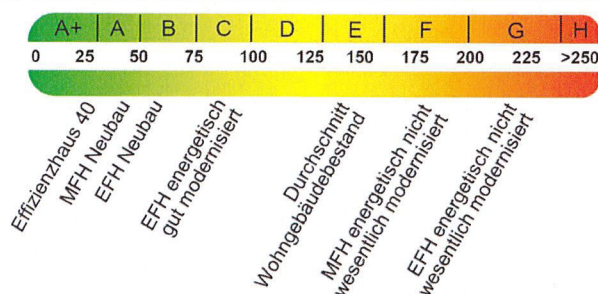 A+ A B C D E F G H
0 25 50 75 100 125 150 175 200 225 >250
Effizienzhaus 40
MFH Neubau
EFH Neubau
EFH energetisch
gut modernisiert
Durchschnitt
Wohngebäudebestand
MFH energetisch nicht
wesentlich modernisiert
EFH energetisch nicht
wesentlich modernisiert